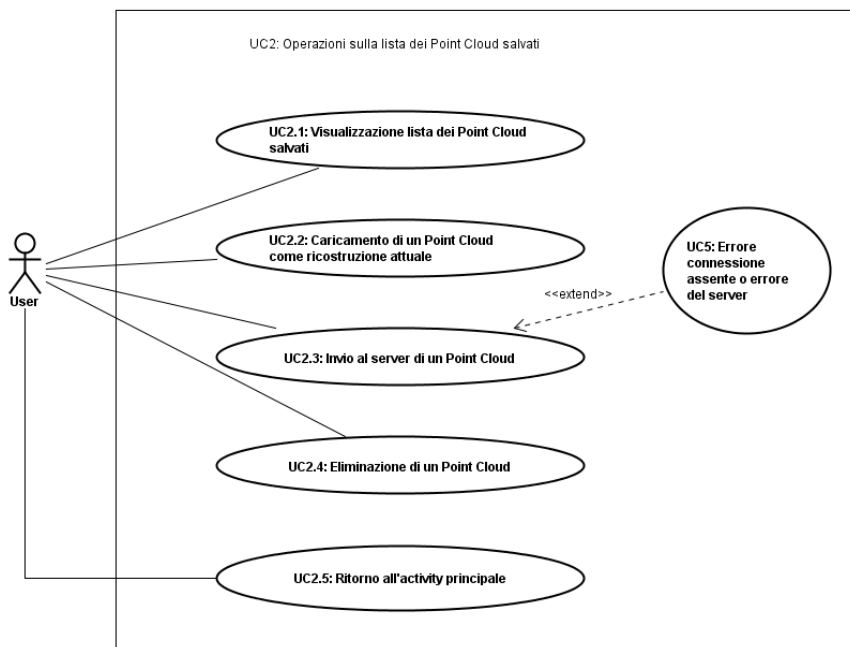 UC2: Operazioni sulla lista dei Point Cloud salvati
UC2.1: Visualizzazione lista dei Point Cloud
salvati
UC2.2: Caricamento di un Point Cloud
come ricostruzione attuale
UC5: Errore
connessione
assente o errore
del server
<<extend>>
User
UC2.3: Invio al server di un Point Cloud
UC2.4: Eliminazione di un Point Cloud
UC2.5: Ritorno all'activity principale